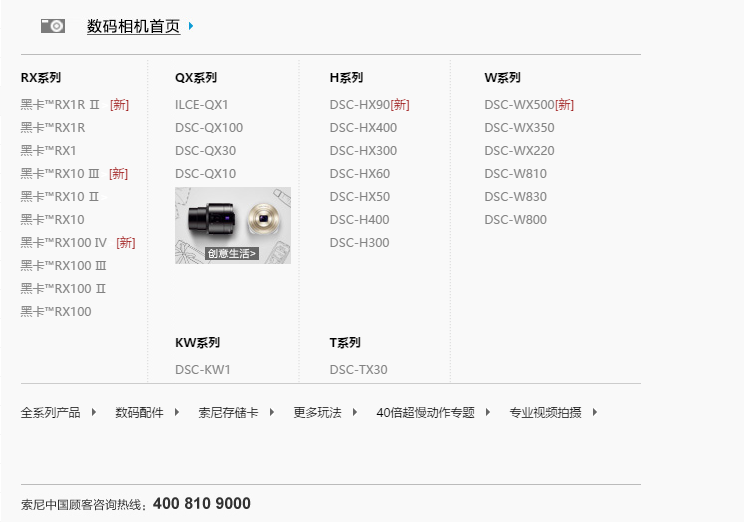 数码相机首页
RX系列
黑卡™RX1R Ⅱ [新]
黑卡™RX1R
黑卡™RX1
黑卡™RX10 Ⅲ [新]
黑卡™RX10 Ⅱ
黑卡™RX10
黑卡™RX100 Ⅳ [新]
黑卡™RX100 Ⅲ
黑卡™RX100 Ⅱ
黑卡™RX100
QX系列
ILCE-QX1
DSC-QX100
DSC-QX30
DSC-QX10
创意生活>
KW系列
DSC-KW1
H系列
DSC-HX90[新]
DSC-HX400
DSC-HX300
DSC-HX60
DSC-HX50
DSC-H400
DSC-H300
T系列
DSC-TX30
W系列
DSC-WX500[新]
DSC-WX350
DSC-WX220
DSC-W810
DSC-W830
DSC-W800
全系列产品 数码配件 索尼存储卡 更多玩法 40倍超慢动作专题 专业视频拍摄
索尼中国顾客咨询热线：400 810 9000